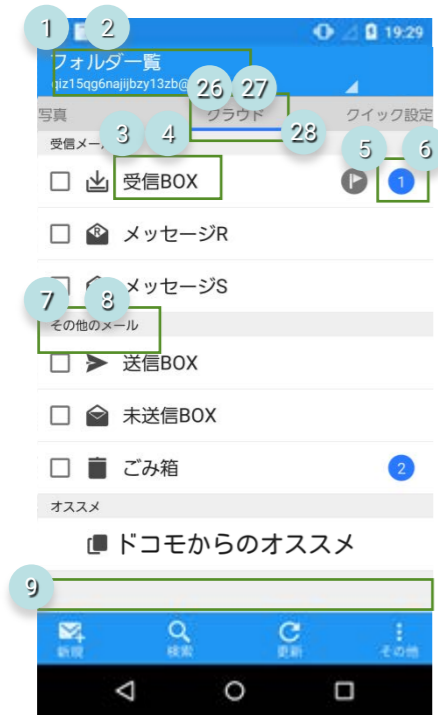 1 2 19:29
フォルダ一覧
qiz15qg6najijbzy13zb@
26 27
写真 クラウド クイック設定
28
受信メー
3 4 5 6
受信BOX 1
メッセージR
メッセージS
7 8
その他のメール
送信BOX
未送信BOX
ごみ箱 2
オススメ
ドコモからのオススメ
9
新規 検索 更新 その他